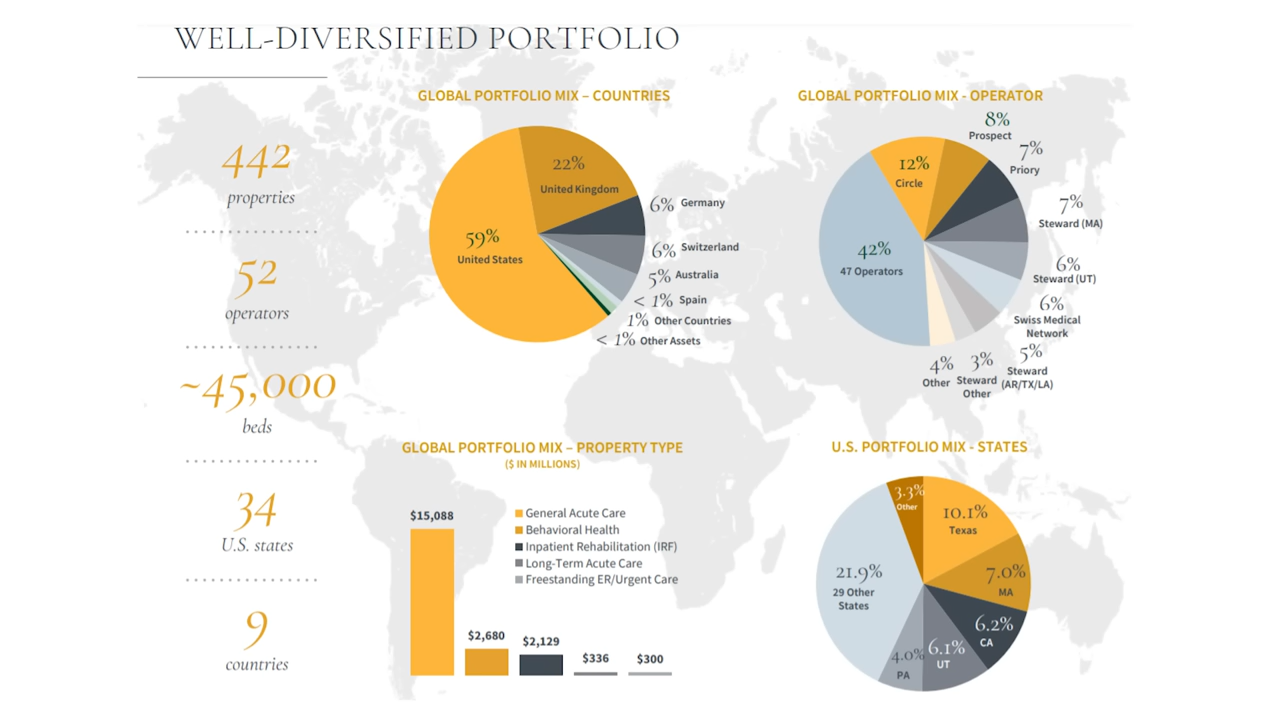 WELL-DIVERSIFIED PORTFOLIO
442
properties
52
operators
~45,000
beds
34
U.S. states
9
countries
GLOBAL PORTFOLIO MIX – COUNTRIES
22%
United Kingdom
59%
United States
6% Germany
6% Switzerland
5% Australia
< 1% Spain
1% Other Countries
< 1% Other Assets
GLOBAL PORTFOLIO MIX - OPERATOR
8%
Prospect
7%
Priory
12%
Circle
7%
Steward (MA)
42%
47 Operators
6%
Steward (UT)
6%
Swiss Medical
Network
5%
Steward
(AR/TX/LA)
3%
Steward
Other
4%
Other
GLOBAL PORTFOLIO MIX – PROPERTY TYPE
($ IN MILLIONS)
General Acute Care
Behavioral Health
Inpatient Rehabilitation (IRF)
Long-Term Acute Care
Freestanding ER/Urgent Care
$15,088
$2,680
$2,129
$336
$300
U.S. PORTFOLIO MIX - STATES
3.3%
Other
10.1%
Texas
7.0%
MA
6.2%
CA
6.1%
UT
4.0%
PA
21.9%
29 Other
States